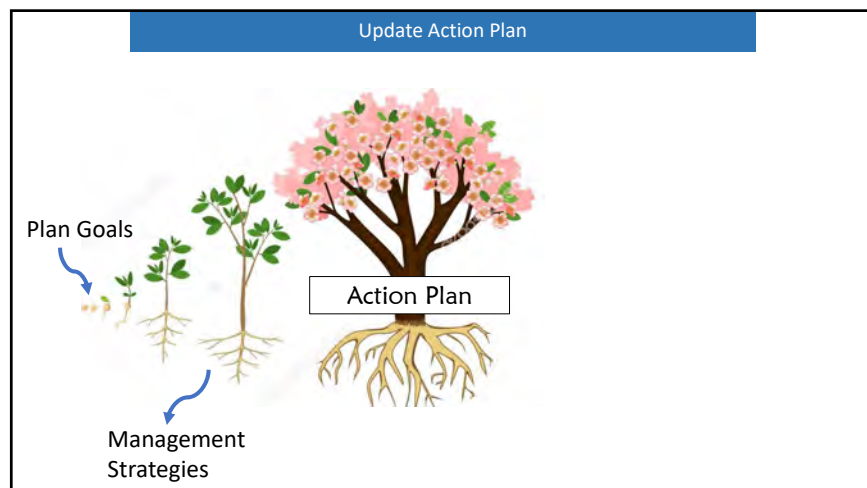 Update Action Plan
Plan Goals
Action Plan
Management
Strategies